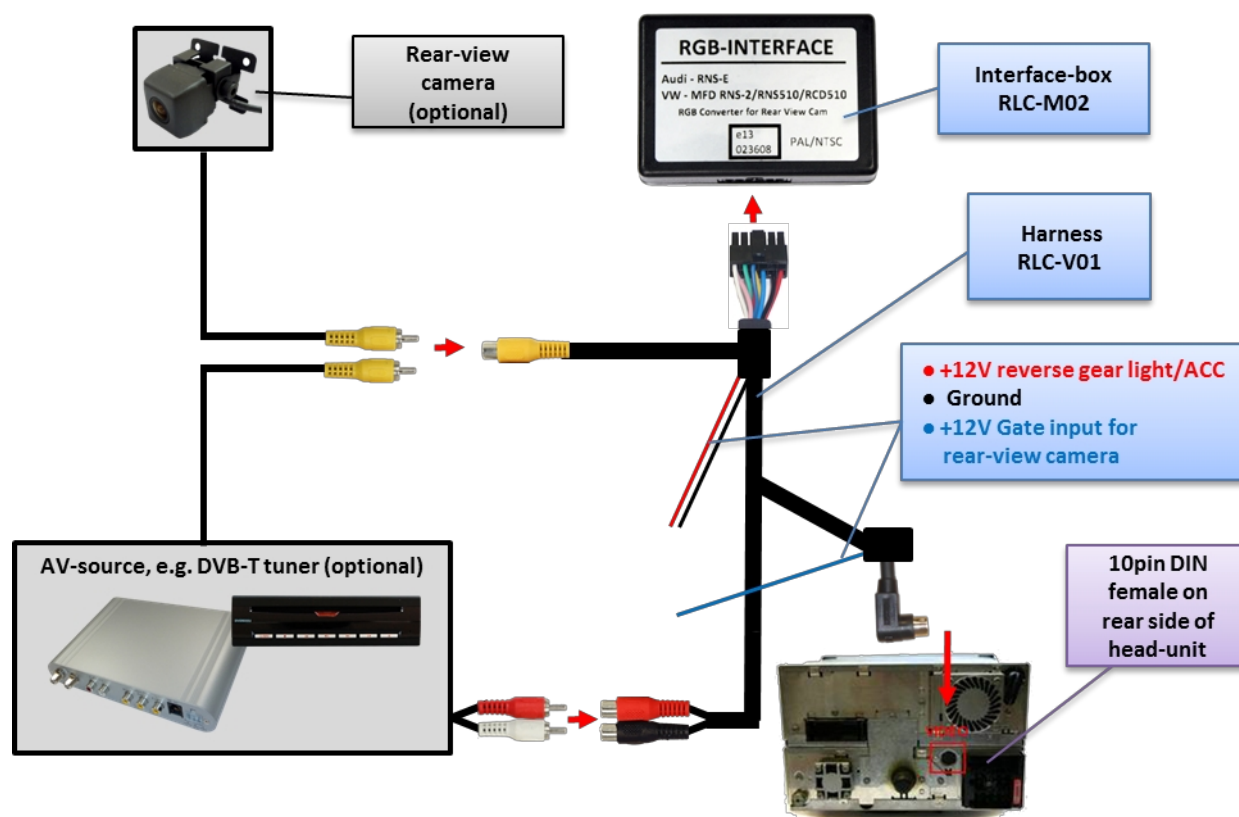 Rear-view
camera
(optional)
RGB-INTERFACE
Audi - RNS-E
VW - MFD RNS-2/RNS510/RCD510
RGB Converter for Rear View Cam
e13
023608
PAL/NTSC
Interface-box
RLC-M02
Harness
RLC-V01
● +12V reverse gear light/ACC
● Ground
● +12V Gate input for
rear-view camera
AV-source, e.g. DVB-T tuner (optional)
10pin DIN
female on
rear side of
head-unit
VIDEO